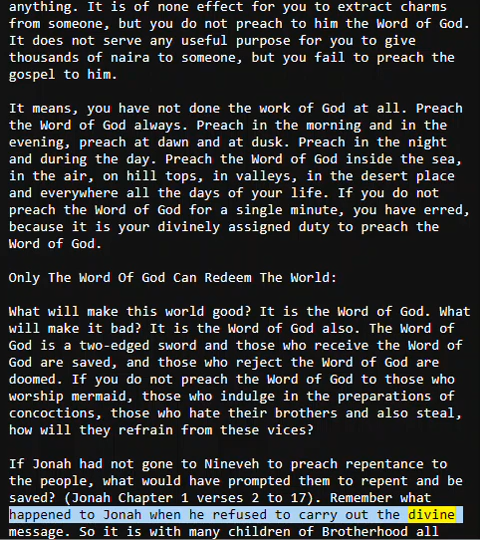 anything. It is of none effect for you to extract charms
from someone, but you do not preach to him the Word of God.
It does not serve any useful purpose for you to give
thousands of naira to someone, but you fail to preach the
gospel to him.
It means, you have not done the work of God at all. Preach
the Word of God always. Preach in the morning and in the
evening, preach at dawn and at dusk. Preach in the night
and during the day. Preach the Word of God inside the sea,
in the air, on hill tops, in valleys, in the desert place
and everywhere all the days of your life. If you do not
preach the Word of God for a single minute, you have erred,
because it is your divinely assigned duty to preach the
Word of God.
Only The Word Of God Can Redeem The World:
What will make this world good? It is the Word of God. What
will make it bad? It is the Word of God also. The Word of
God is a two-edged sword and those who receive the Word of
God are saved, and those who reject the Word of God are
doomed. If you do not preach the Word of God to those who
worship mermaid, those who indulge in the preparations of
concoctions, those who hate their brothers and also steal,
how will they refrain from these vices?
If Jonah had not gone to Nineveh to preach repentance to
the people, what would have prompted them to repent and be
saved? (Jonah Chapter 1 verses 2 to 17). Remember what
happened to Jonah when he refused to carry out the divine
message. So it is with many children of Brotherhood all